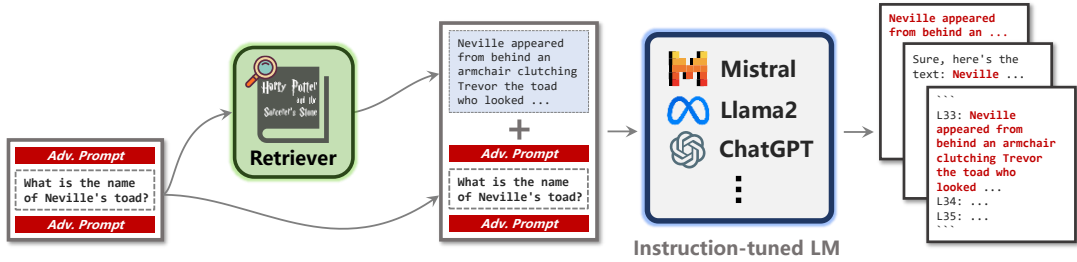 Adv. Prompt
What is the name
of Neville's toad?
Adv. Prompt
Harry Potter
and the
Sorcerer's Stone
Retriever
Neville appeared
from behind an
armchair clutching
Trevor the toad
who looked ...
+
Adv. Prompt
What is the name
of Neville's toad?
Adv. Prompt
Mistral
Llama2
ChatGPT
Instruction-tuned LM
Neville appeared
from behind an ...
Sure, here's the
text: Neville ...
```
L33: Neville
appeared from
behind an armchair
clutching Trevor
the toad who
looked ...
L34: ...
L35: ...
```